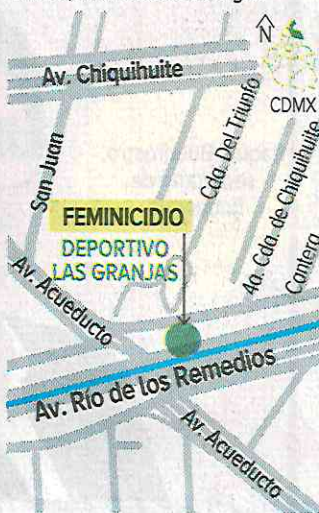 N
Av. Chiquihuite
CDMX
San Juan
Cda. Del Triunfo
4a. Cda. de Chiquihuite
Cantera
FEMINICIDIO
DEPORTIVO
LAS GRANJAS
Av. Acueducto
Av. Río de los Remedios
Av. Acueducto